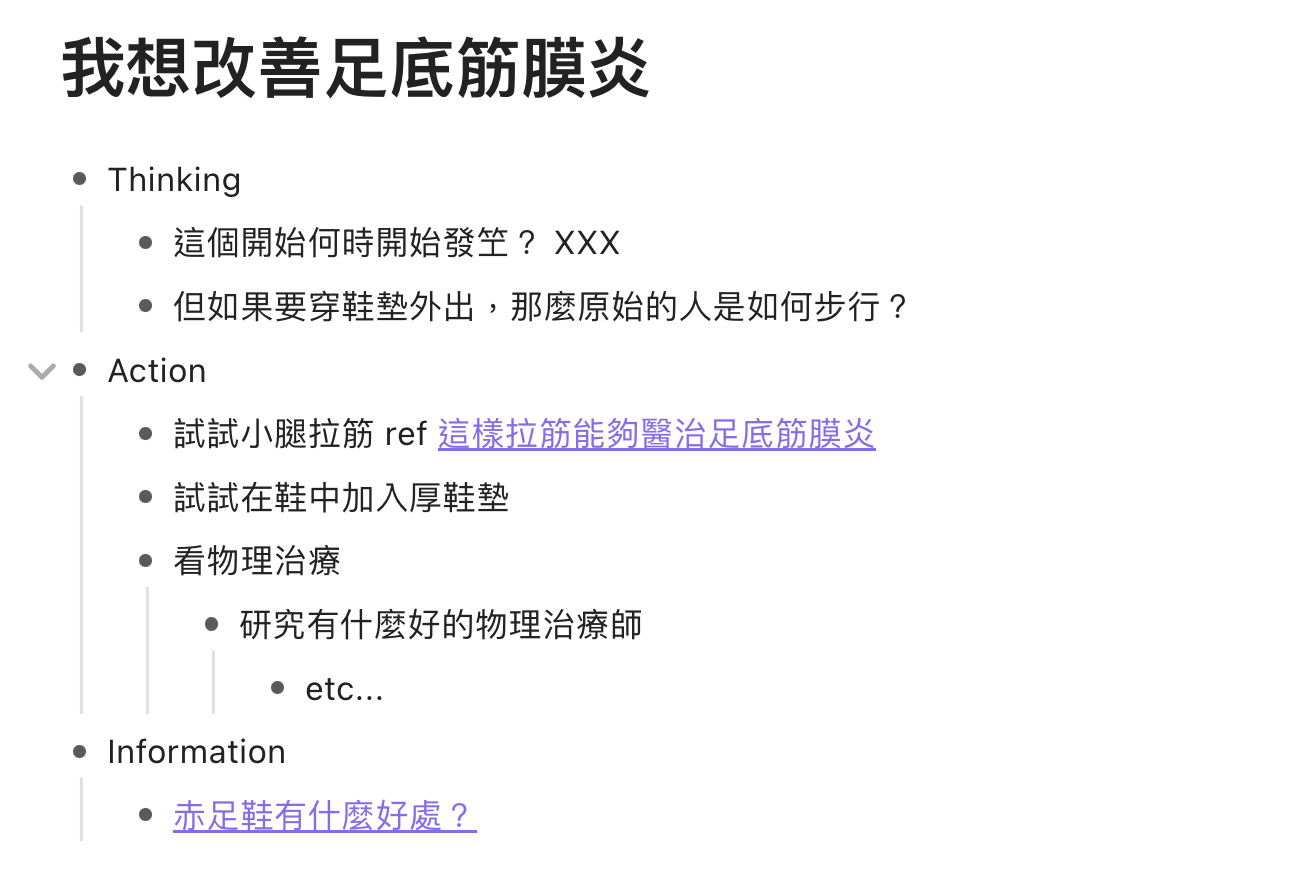 我想改善足底筋膜炎
Thinking
這個開始何時開始發笁？ XXX
但如果要穿鞋墊外出，那麼原始的人是如何步行？
Action
試試小腿拉筋 ref 這樣拉筋能夠醫治足底筋膜炎
試試在鞋中加入厚鞋墊
看物理治療
研究有什麼好的物理治療師
etc...
Information
赤足鞋有什麼好處？